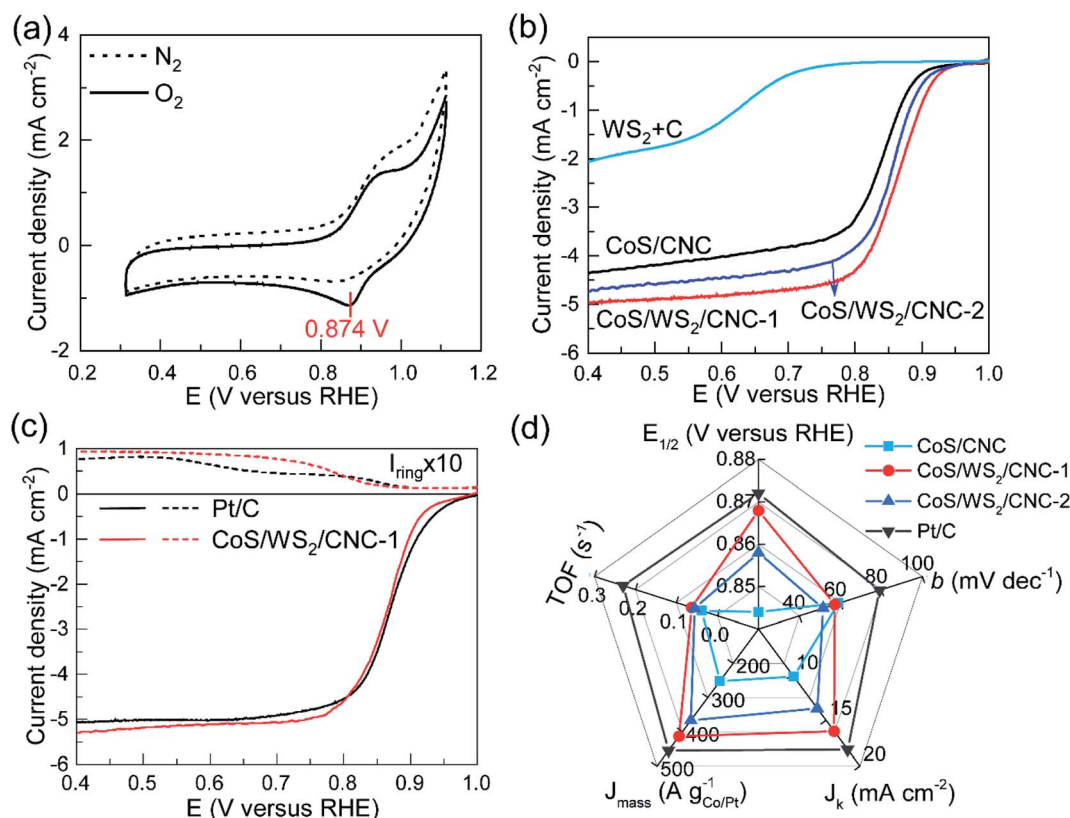 (a)
N₂
O₂
Current density (mA cm⁻²)
4
2
0
-2
0.874 V
0.2 0.4 0.6 0.8 1.0 1.2
E (V versus RHE)
(b)
Current density (mA cm⁻²)
0
-1
-2
-3
-4
-5
-6
WS₂+C
CoS/CNC
CoS/WS₂/CNC-1
CoS/WS₂/CNC-2
0.4 0.5 0.6 0.7 0.8 0.9 1.0
E (V versus RHE)
(c)
Current density (mA cm⁻²)
1
0
-1
-2
-3
-4
-5
-6
I_ring x10
Pt/C
CoS/WS₂/CNC-1
0.4 0.5 0.6 0.7 0.8 0.9 1.0
E (V versus RHE)
(d)
E₁/₂ (V versus RHE)
0.88
0.87
0.86
0.85
CoS/CNC
CoS/WS₂/CNC-1
CoS/WS₂/CNC-2
Pt/C
b (mV dec⁻¹)
40 60 80 100
TOF (s⁻¹)
0.3 0.2 0.1 0.0
200
300
400
500
10
15
20
J_mass (A g⁻¹_Co/Pt)
J_k (mA cm⁻²)